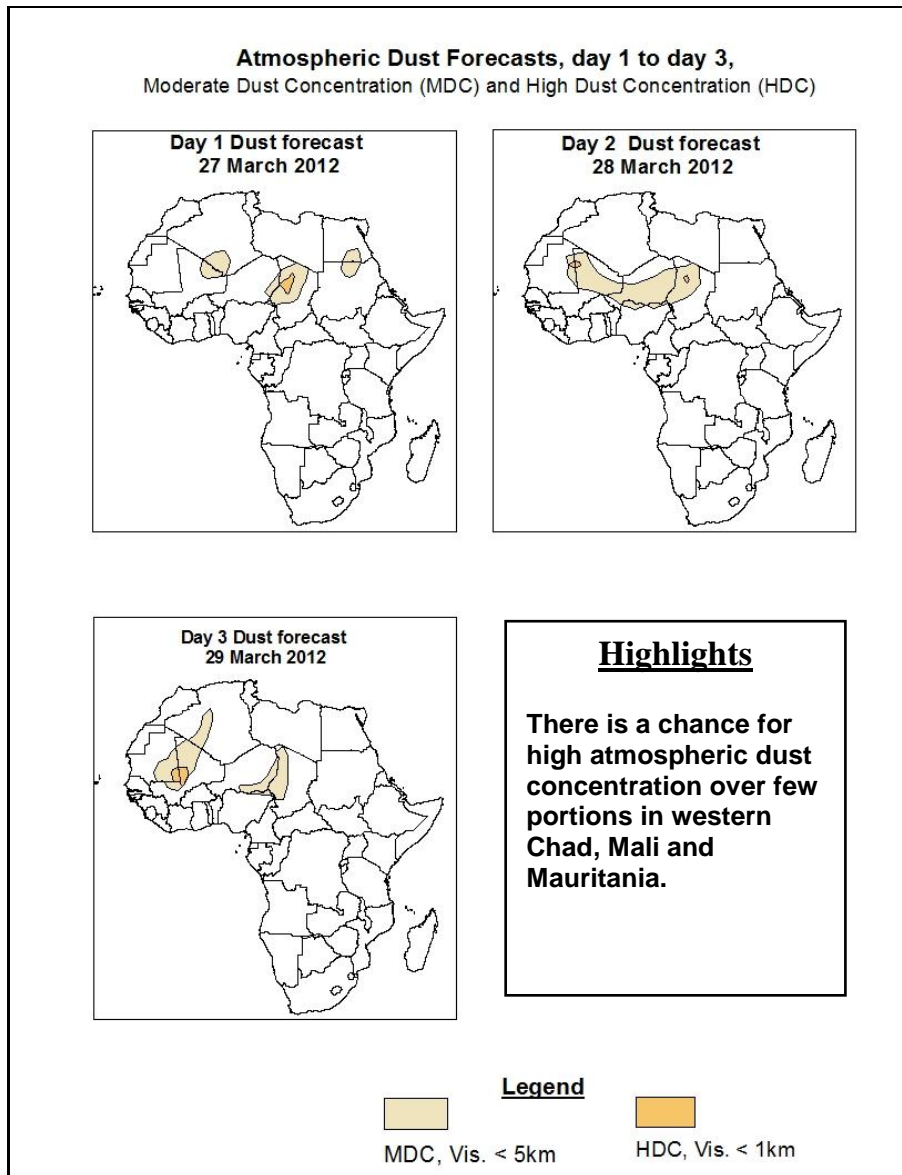 Atmospheric Dust Forecasts, day 1 to day 3,
Moderate Dust Concentration (MDC) and High Dust Concentration (HDC)
Day 1 Dust forecast
27 March 2012
Day 2 Dust forecast
28 March 2012
Day 3 Dust forecast
29 March 2012
Highlights
There is a chance for
high atmospheric dust
concentration over few
portions in western
Chad, Mali and
Mauritania.
Legend
MDC, Vis. < 5km
HDC, Vis. < 1km